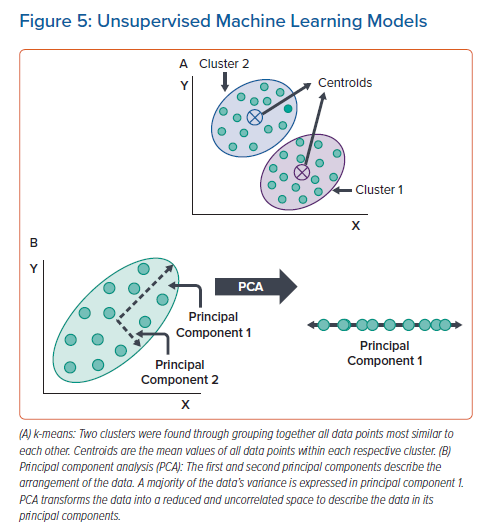 Figure 5: Unsupervised Machine Learning Models
A Cluster 2
Y
Centroids
Cluster 1
X
B
Y
PCA
Principal
Component 1
Principal
Component 2
X
Principal
Component 1
(A) k-means: Two clusters were found through grouping together all data points most similar to
each other. Centroids are the mean values of all data points within each respective cluster. (B)
Principal component analysis (PCA): The first and second principal components describe the
arrangement of the data. A majority of the data's variance is expressed in principal component 1.
PCA transforms the data into a reduced and uncorrelated space to describe the data in its
principal components.